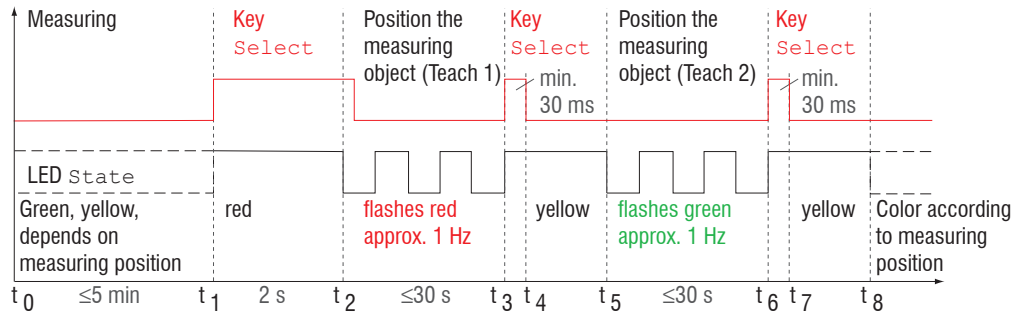 Measuring
Key
Select
Position the
measuring
object (Teach 1)
Key
Select
min.
30 ms
Position the
measuring
object (Teach 2)
Key
Select
min.
30 ms
LED State
Green, yellow,
depends on
measuring position
red
flashes red
approx. 1 Hz
yellow
flashes green
approx. 1 Hz
yellow
Color according
to measuring
position
t0 ≤5 min t1 2 s t2 ≤30 s t3 t4 t5 ≤30 s t6 t7 t8